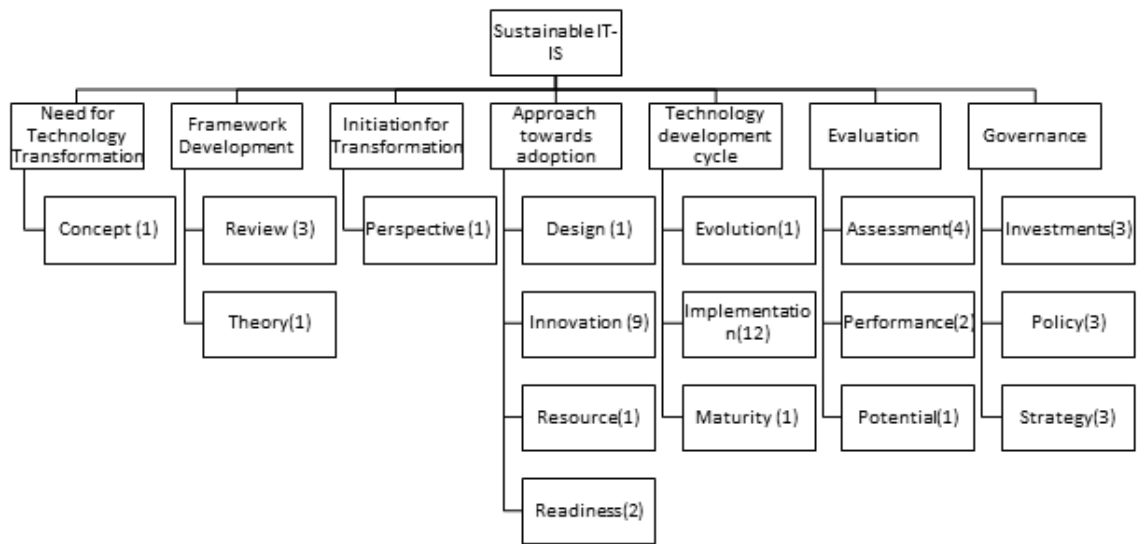 Sustainable IT-
IS
Need for
Technology
Transformation
Framework
Development
Initiation for
Transformation
Approach
towards
adoption
Technology
development
cycle
Evaluation
Governance
Concept (1)
Review (3)
Perspective (1)
Design (1)
Evolution(1)
Assessment(4)
Investments(3)
Theory(1)
Innovation (9)
Implementatio
n(12)
Performance(2)
Policy(3)
Resource(1)
Maturity (1)
Potential(1)
Strategy(3)
Readiness(2)